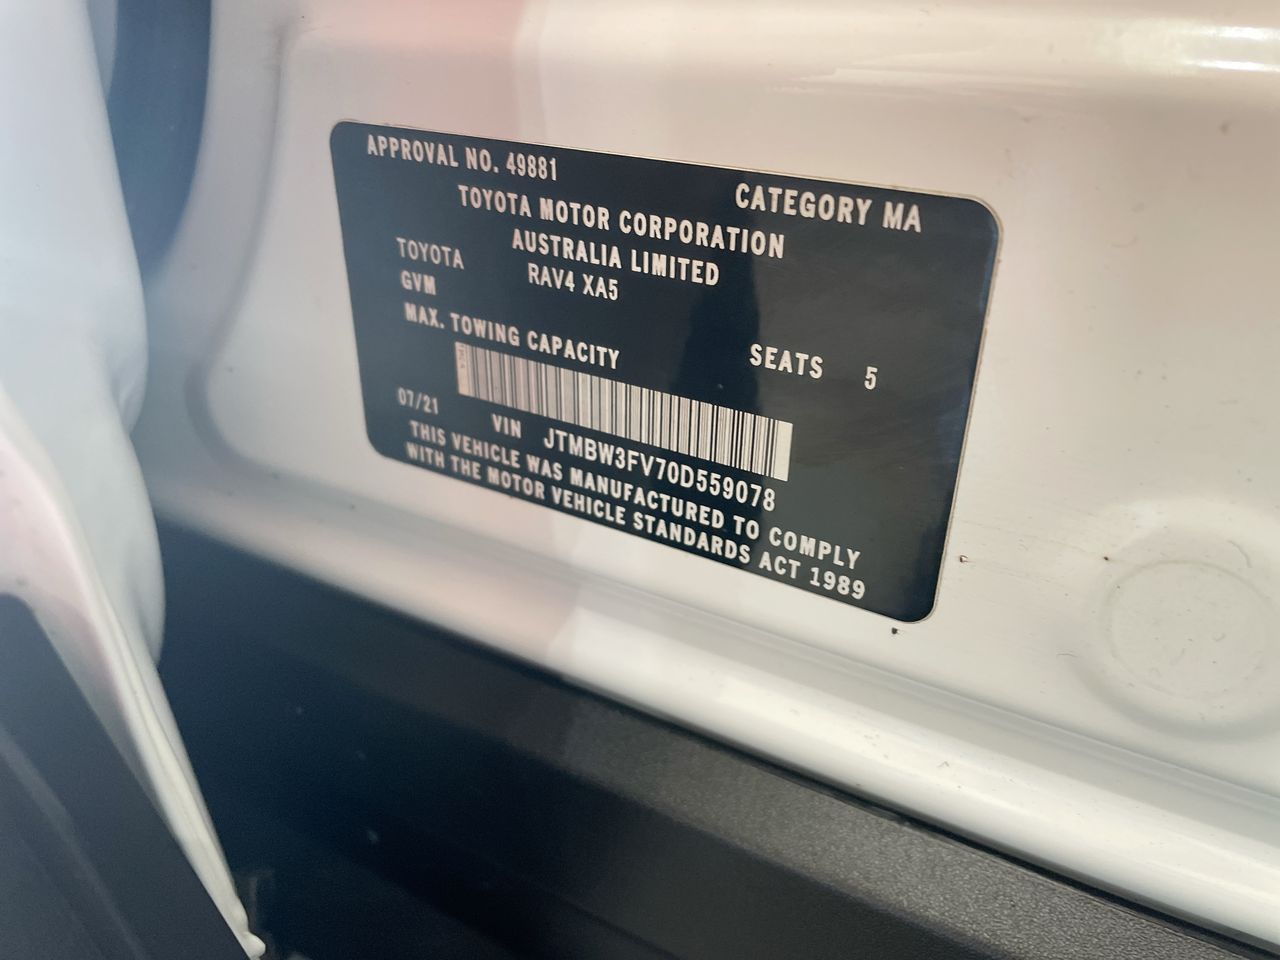 APPROVAL NO. 49881 CATEGORY MA
TOYOTA MOTOR CORPORATION
AUSTRALIA LIMITED
TOYOTA RAV4 XA5
GVM
MAX. TOWING CAPACITY SEATS 5
07/21 VIN JTMBW3FV70D559078
THIS VEHICLE WAS MANUFACTURED TO COMPLY
WITH THE MOTOR VEHICLE STANDARDS ACT 1989